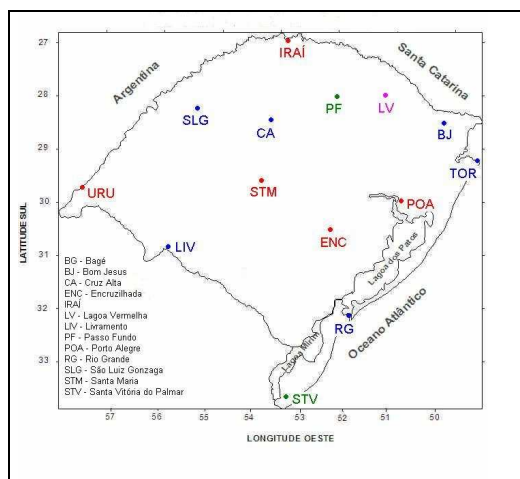 27
28
29
30
31
32
33
LATITUDE SUL
Argentina
Santa Catarina
IRAÍ
SLG
CA
PF
LV
BJ
TOR
URU
STM
POA
ENC
LIV
Lagoa dos Patos
RG
Oceano Atlântico
Lagoa Mirim
STV
BG - Bagé
BJ - Bom Jesus
CA - Cruz Alta
ENC - Encruzilhada
IRAÍ
LV - Lagoa Vermelha
LIV - Livramento
PF - Passo Fundo
POA - Porto Alegre
RG - Rio Grande
SLG - São Luiz Gonzaga
STM - Santa Maria
STV - Santa Vitória do Palmar
57 56 55 54 53 52 51 50
LONGITUDE OESTE